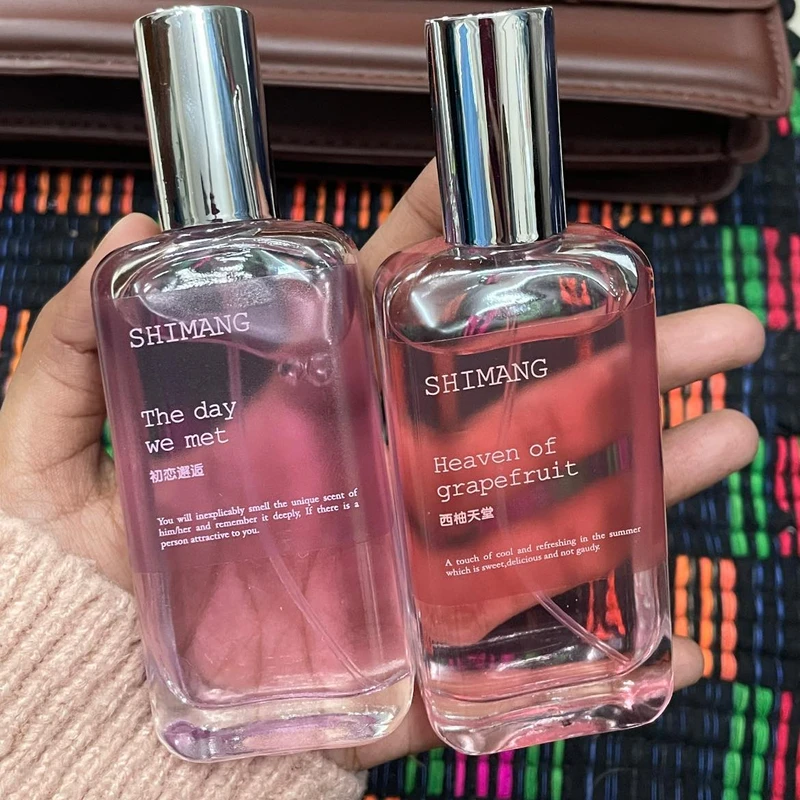 SHIMANG
The day
we met
初恋邂逅
You will inexplicably smell the unique scent of
him/her and remember it deeply, If there is a
person attractive to you.
SHIMANG
Heaven of
grapefruit
西柚天堂
A touch of cool and refreshing in the summer
which is sweet,delicious and not gaudy.